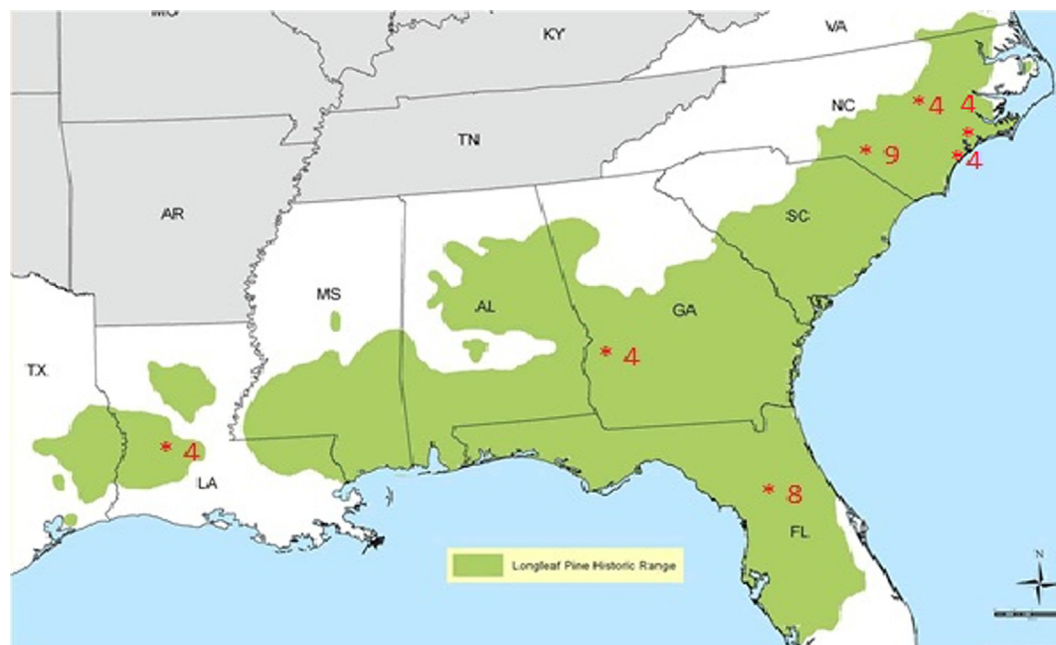 MO
KY
VA
TN
NC
* 4
4
*
* 9
* 4
AR
SC
MS
AL
GA
TX
* 4
* 4
LA
* 8
FL
Longleaf Pine Historic Range
N